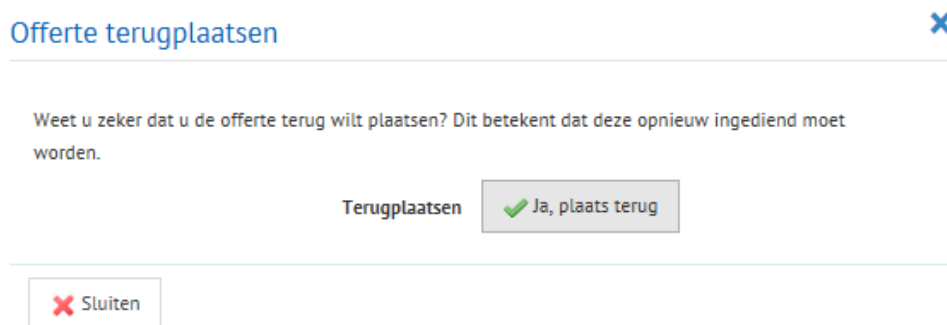 Offerte terugplaatsen
Weet u zeker dat u de offerte terug wilt plaatsen? Dit betekent dat deze opnieuw ingediend moet
worden.
Terugplaatsen Ja, plaats terug
Sluiten